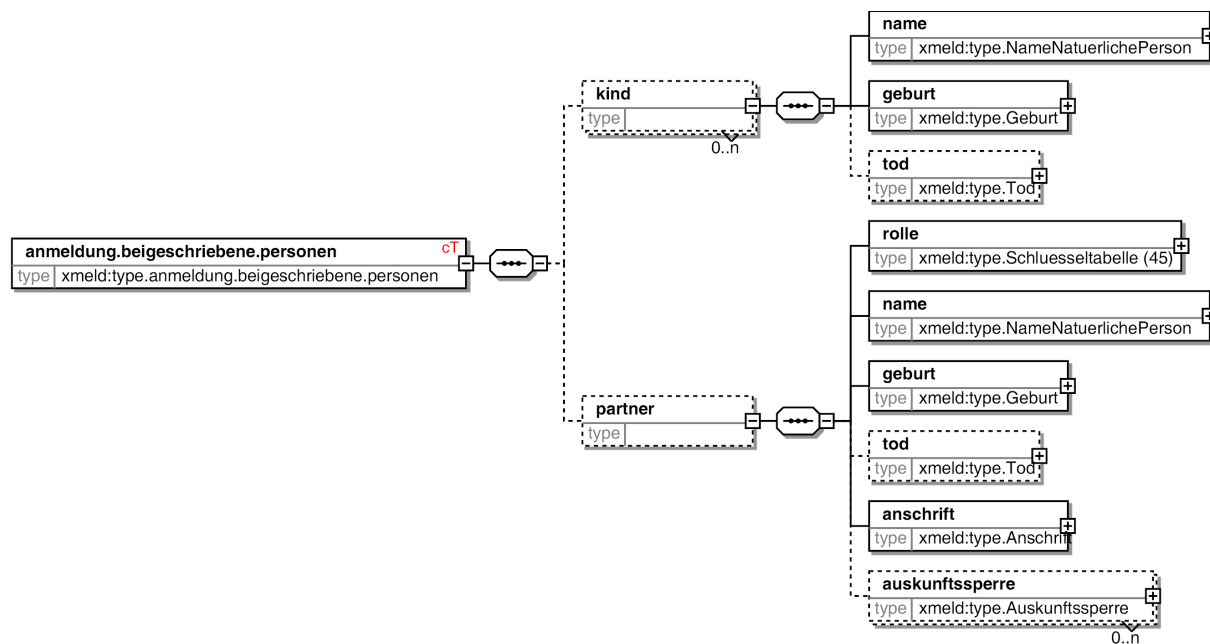 anmeldung.beigeschriebene.personen
cT
type xmeld:type.anmeldung.beigeschriebene.personen
kind
type
0..n
name
type xmeld:type.NameNatuerlichePerson
geburt
type xmeld:type.Geburt
tod
type xmeld:type.Tod
partner
type
rolle
type xmeld:type.Schluesseltabelle (45)
name
type xmeld:type.NameNatuerlichePerson
geburt
type xmeld:type.Geburt
tod
type xmeld:type.Tod
anschrift
type xmeld:type.Anschrift
auskunftssperre
type xmeld:type.Auskunftssperre
0..n